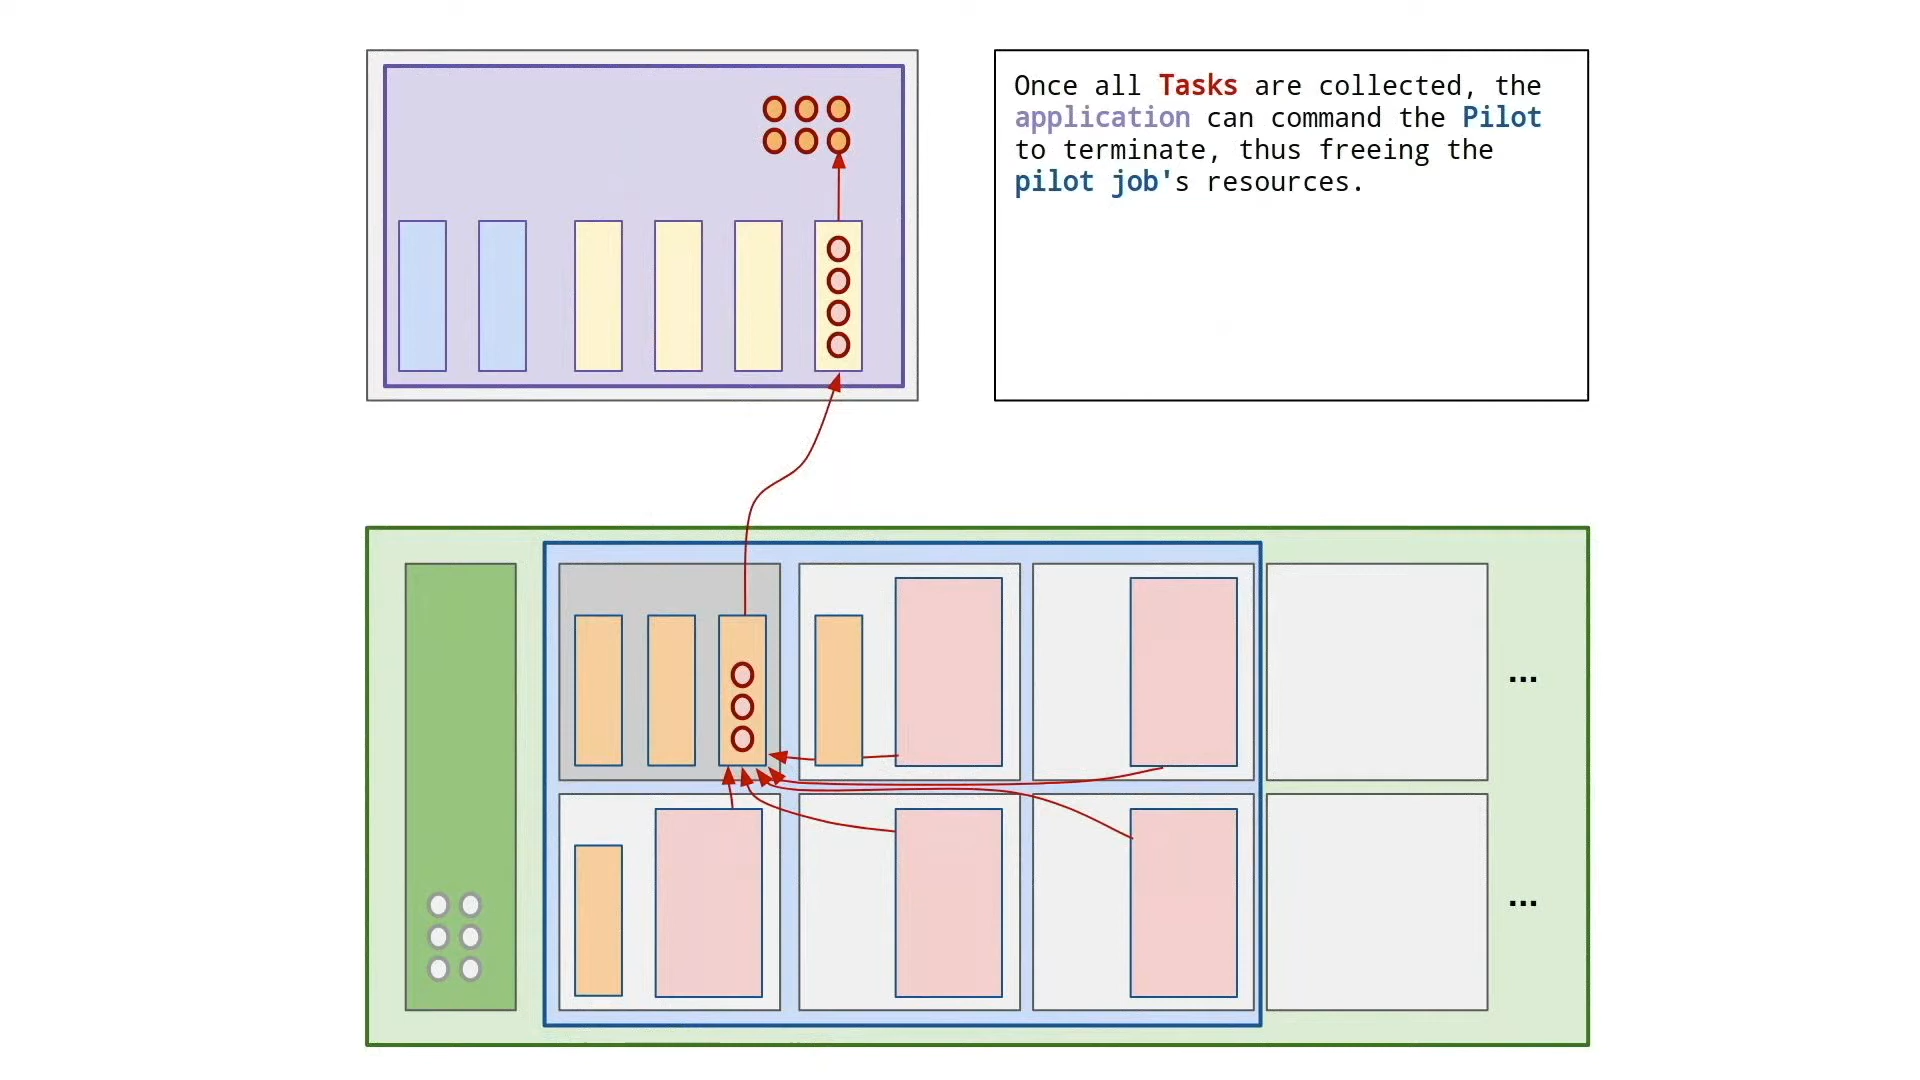 Once all Tasks are collected, the
application can command the Pilot
to terminate, thus freeing the
pilot job's resources.
...
...